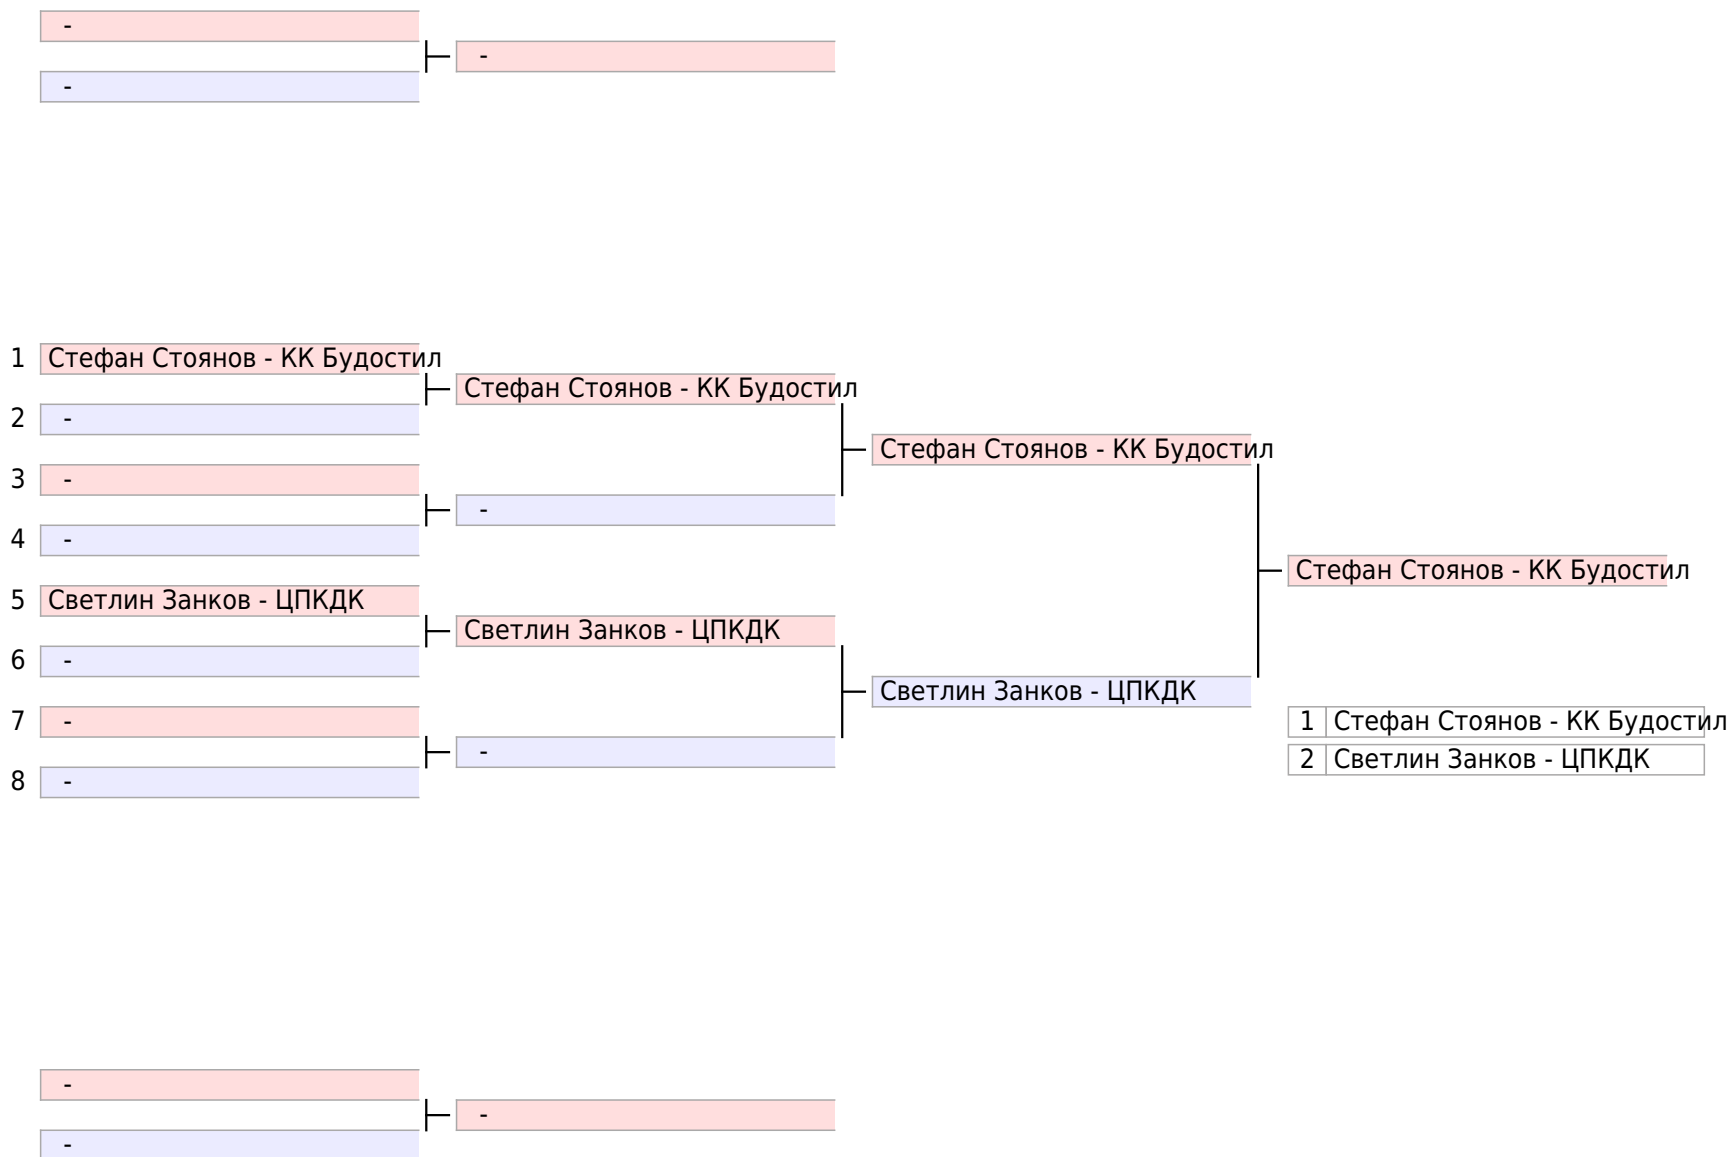 -
-
-
1 Стефан Стоянов - КК Будостил
Стефан Стоянов - КК Будостил
2 -
Стефан Стоянов - КК Будостил
3 -
-
4 -
Стефан Стоянов - КК Будостил
5 Светлин Занков - ЦПКДК
Светлин Занков - ЦПКДК
6 -
Светлин Занков - ЦПКДК
7 -
1 Стефан Стоянов - КК Будостил
-
2 Светлин Занков - ЦПКДК
8 -
-
-
-